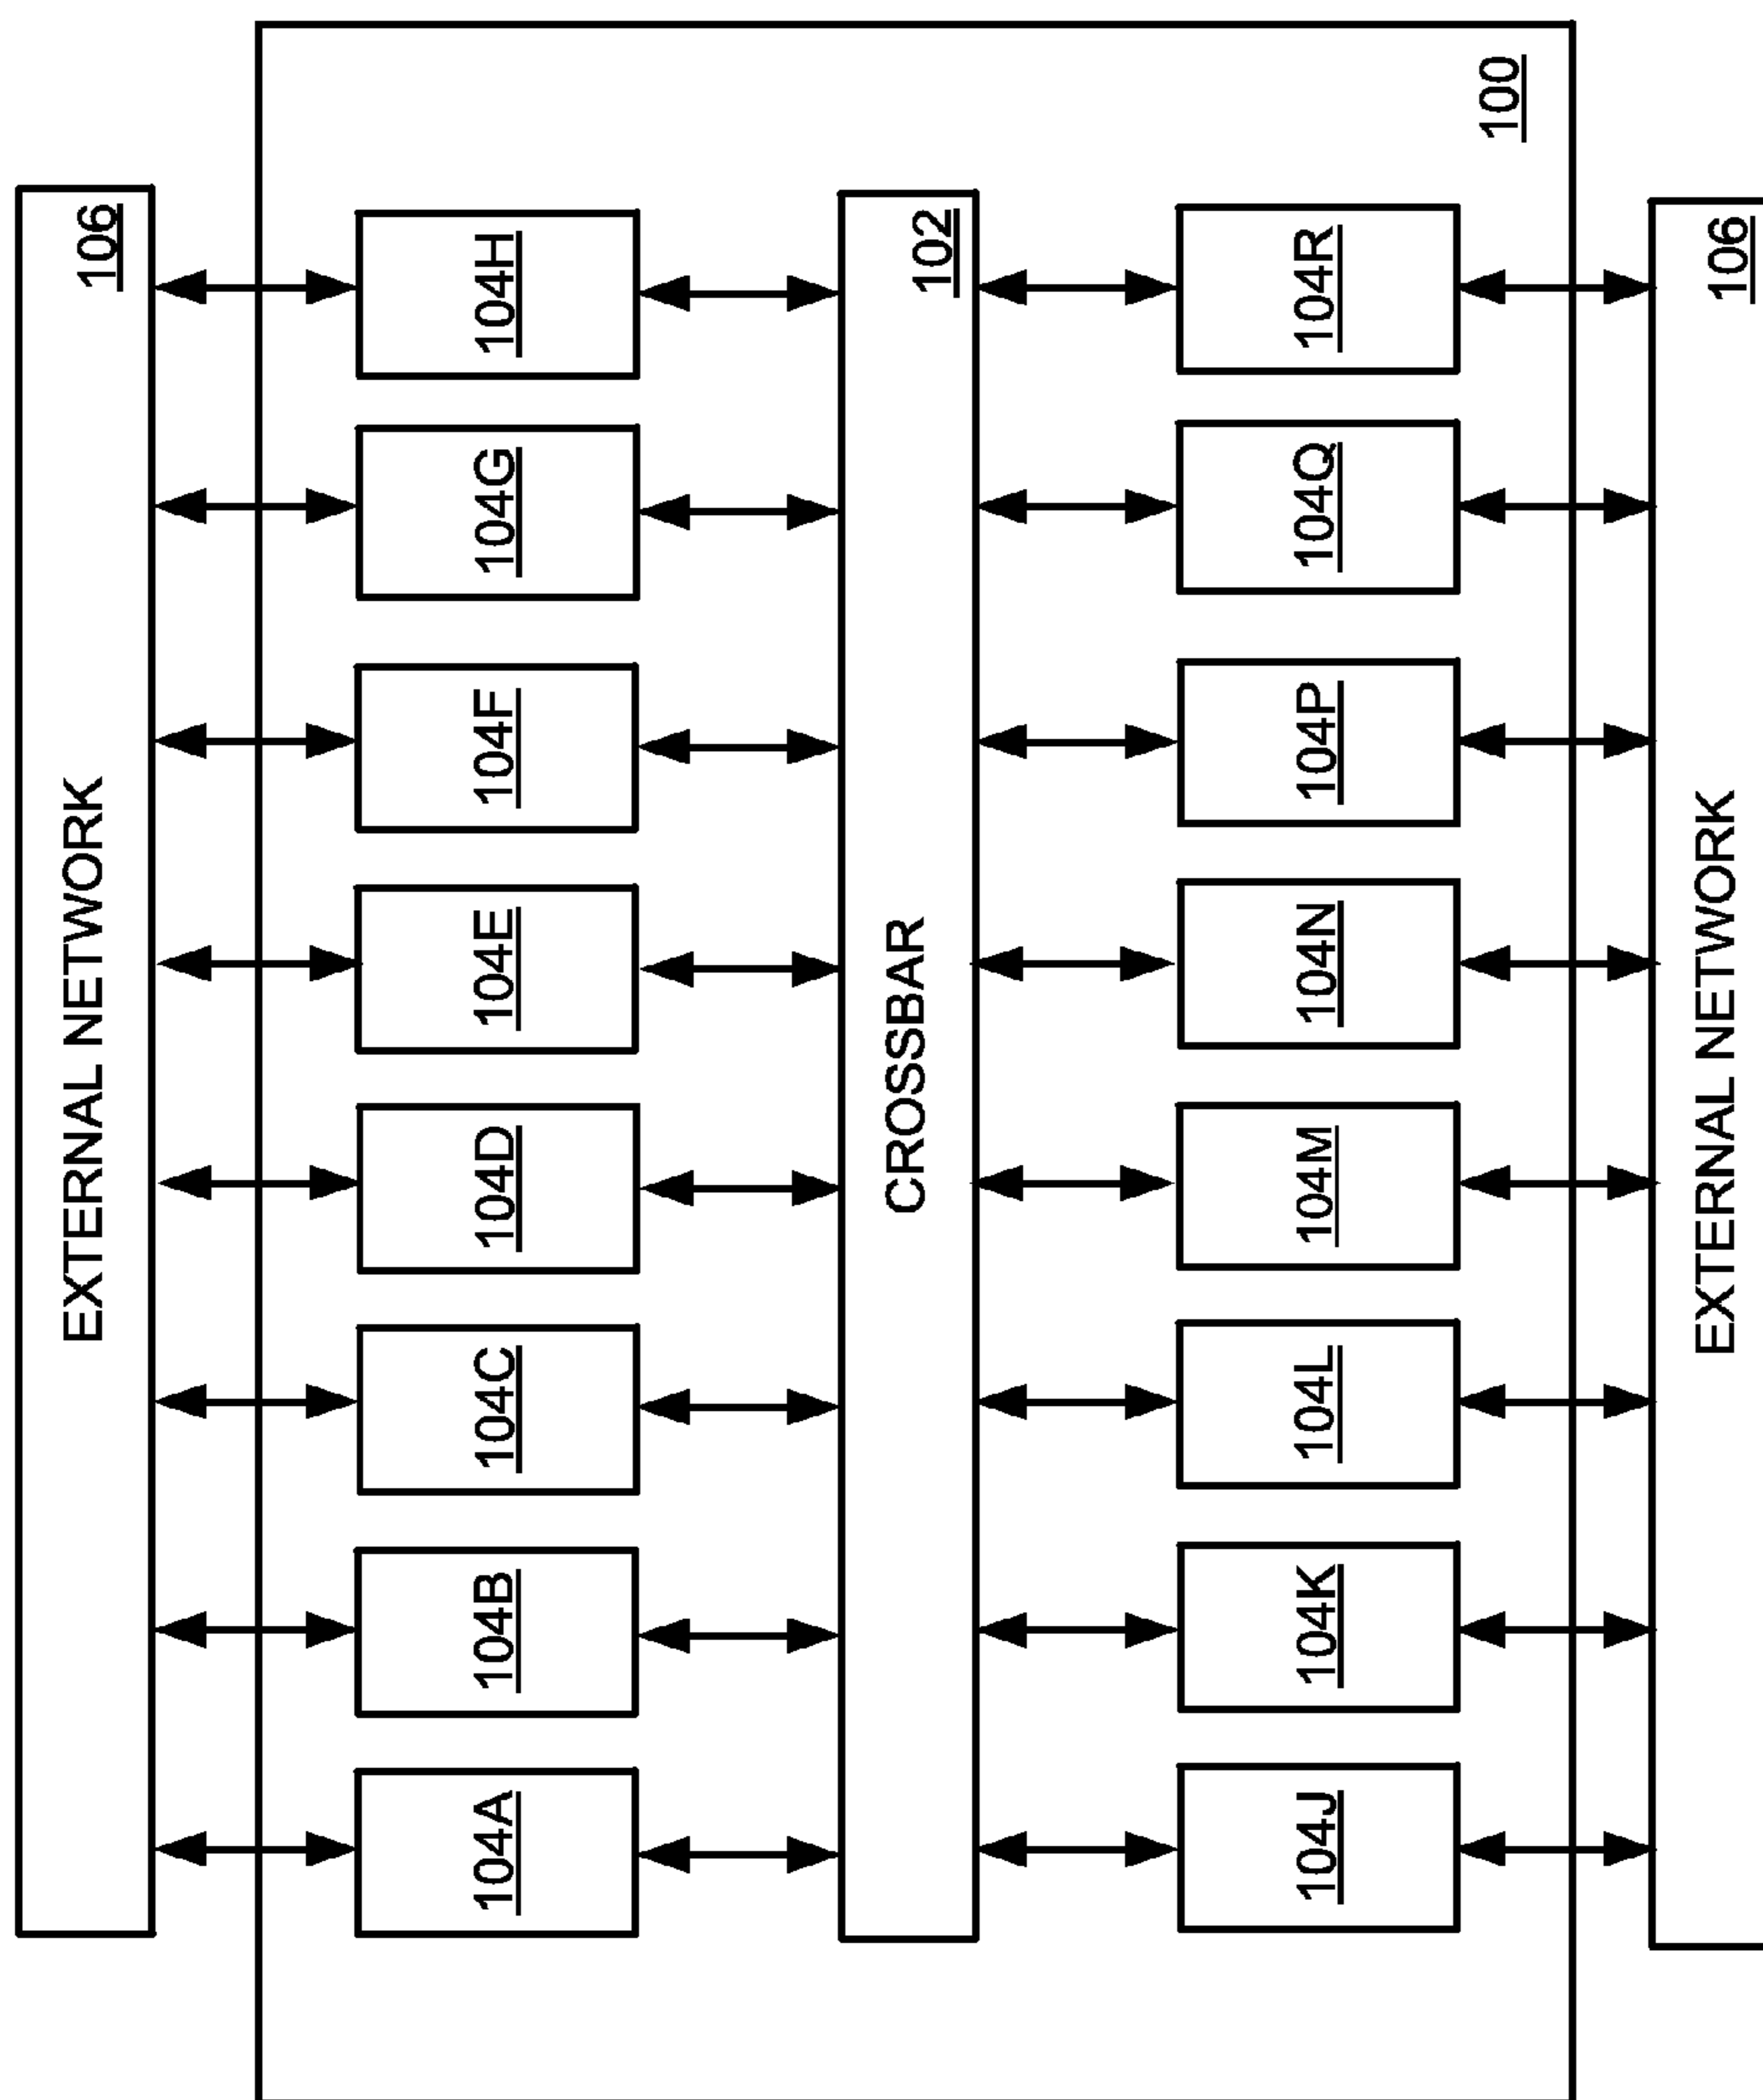 EXTERNAL NETWORK
106
104A
104B
104C
104D
104E
104F
104G
104H
CROSSBAR
102
104J
104K
104L
104M
104N
104P
104Q
104R
100
EXTERNAL NETWORK
106